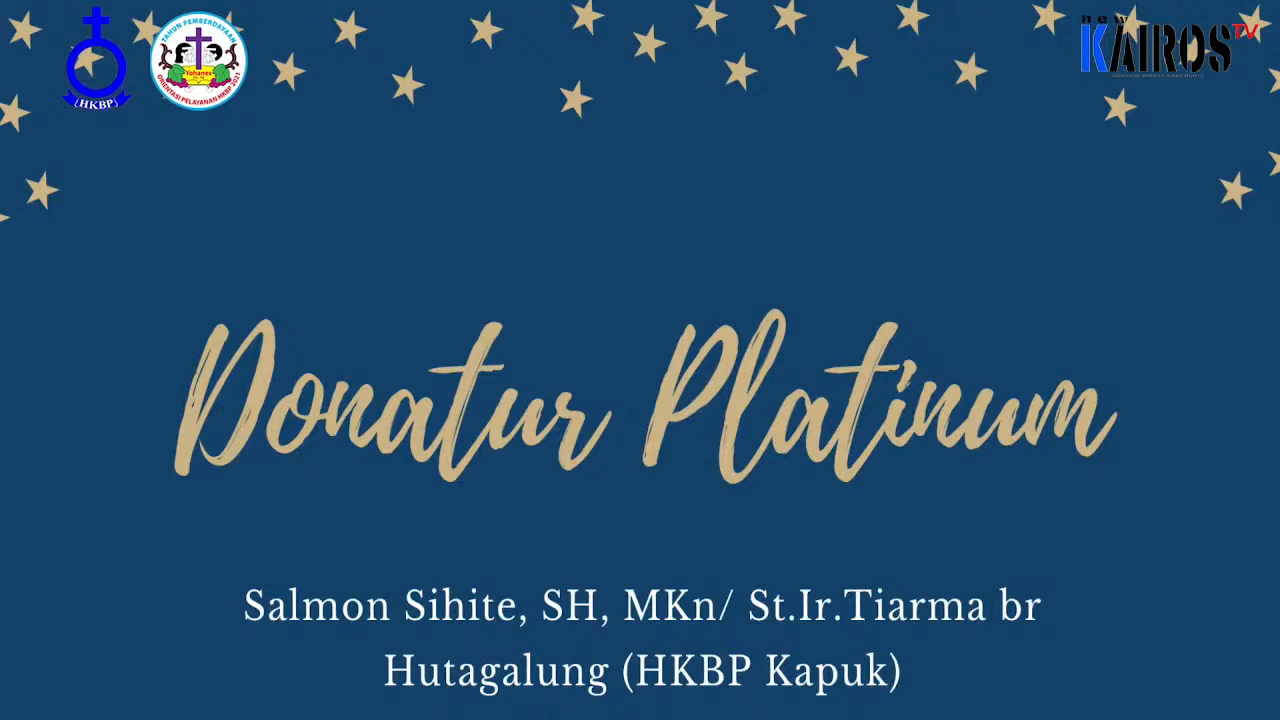 (HKBP)
TAHUN PEMBERDAYAAN
Yohanes
ORIENTASI PELAYANAN HKBP 2021
new
KAIROS TV
Donatur Platinum
Salmon Sihite, SH, MKn/ St.Ir.Tiarma br
Hutagalung (HKBP Kapuk)